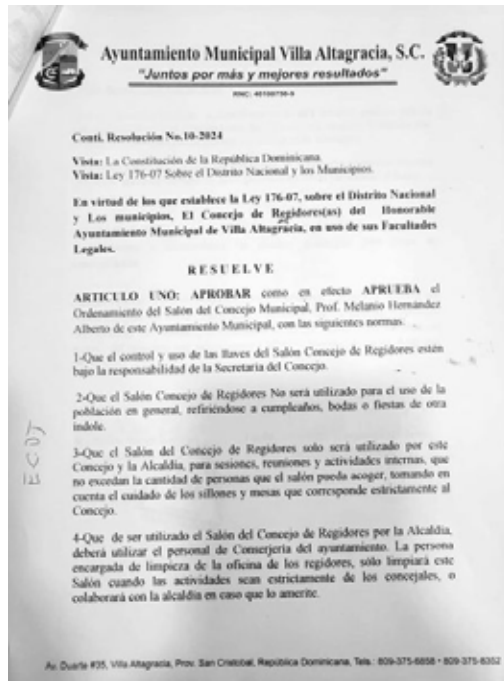 Ayuntamiento Municipal Villa Altagracia, S.C.
"Juntos por más y mejores resultados"
Conti. Resolución No.10-2024
Vista: La Constitución de la República Dominicana.
Vista: Ley 176-07 Sobre el Distrito Nacional y los Municipios.
En virtud de los que establece la Ley 176-07, sobre el Distrito Nacional
y Los municipios, El Concejo de Regidores(as) del Honorable
Ayuntamiento Municipal de Villa Altagracia, en uso de sus Facultades
Legales.
RESUELVE
ARTICULO UNO: APROBAR como en efecto APRUEBA el
Ordenamiento del Salón del Concejo Municipal, Prof. Melanio Hernández
Alberto de este Ayuntamiento Municipal, con las siguientes normas.
1-Que el control y uso de las llaves del Salón Concejo de Regidores estén
bajo la responsabilidad de la Secretaria del Concejo.
2-Que el Salón Concejo de Regidores No será utilizado para el uso de la
población en general, refiriéndose a cumpleaños, bodas o fiestas de otra
índole.
3-Que el Salón del Concejo de Regidores solo será utilizado por este
Concejo y la Alcaldía, para sesiones, reuniones y actividades internas, que
no excedan la cantidad de personas que el salón pueda acoger, tomando en
cuenta el cuidado de los sillones y mesas que corresponde estrictamente al
Concejo.
4-Que de ser utilizado el Salón del Concejo de Regidores por la Alcaldía,
deberá utilizar el personal de Conserjería del ayuntamiento. La persona
encargada de limpieza de la oficina de los regidores, sólo limpiará este
Salón cuando las actividades sean estrictamente de los concejales, o
colaborará con la alcaldía en caso que lo amerite.
Av. Duarte #35, Villa Altagracia, Prov. San Cristobal, República Dominicana, Tels.: 809-375-6858 • 809-375-8352